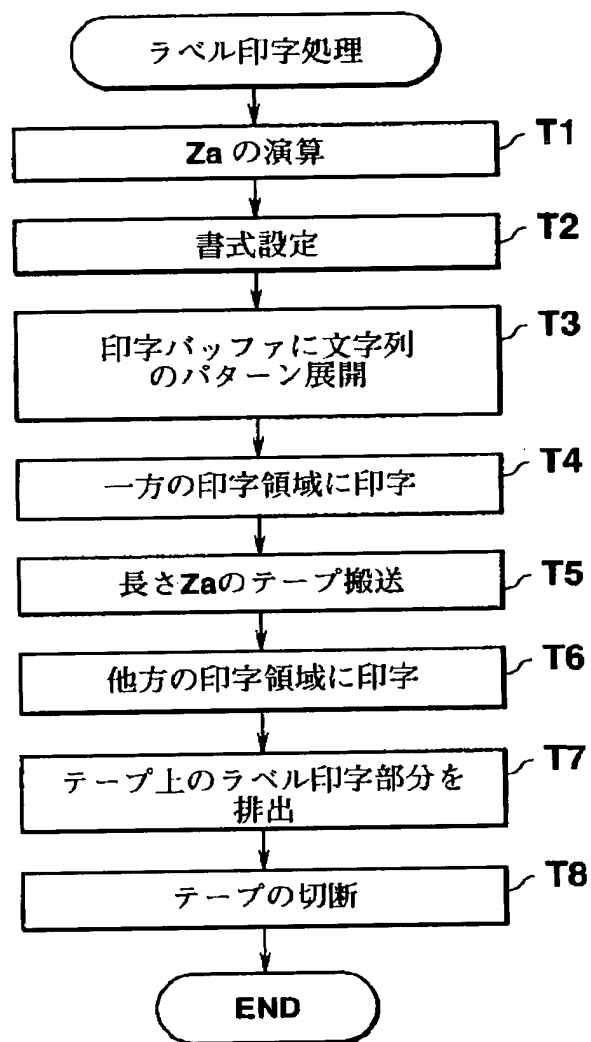 ラベル印字処理
Za の演算
T1
書式設定
T2
印字バッファに文字列
のパターン展開
T3
一方の印字領域に印字
T4
長さZaのテープ搬送
T5
他方の印字領域に印字
T6
テープ上のラベル印字部分を
排出
T7
テープの切断
T8
END